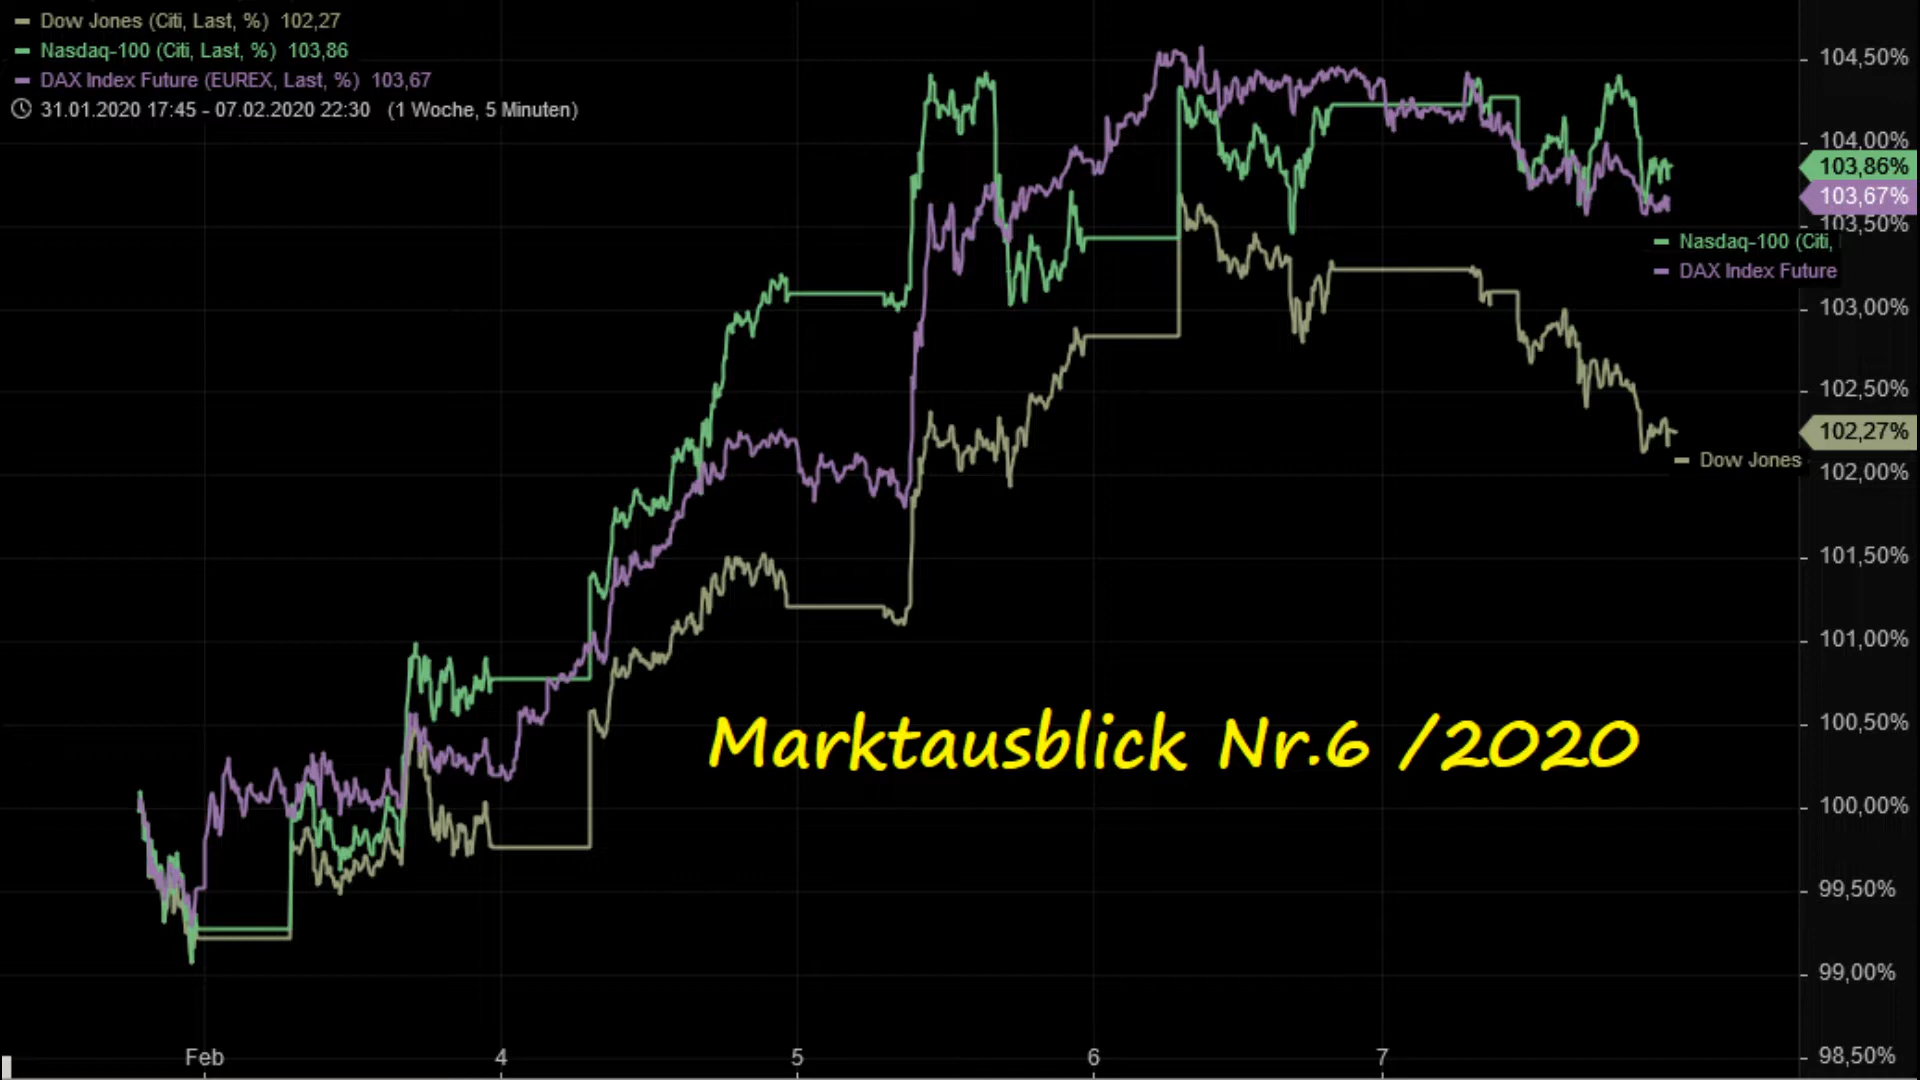 Dow Jones (Citi, Last, %) 102,27
Nasdaq-100 (Citi, Last, %) 103,86
DAX Index Future (EUREX, Last, %) 103,67
31.01.2020 17:45 - 07.02.2020 22:30 (1 Woche, 5 Minuten)
104,50%
104,00%
103,86%
103,67%
103,50%
Nasdaq-100 (Citi,
DAX Index Future
103,00%
102,50%
102,27%
Dow Jones
102,00%
101,50%
101,00%
Marktausblick Nr.6 /2020
100,50%
100,00%
99,50%
99,00%
98,50%
Feb 4 5 6 7